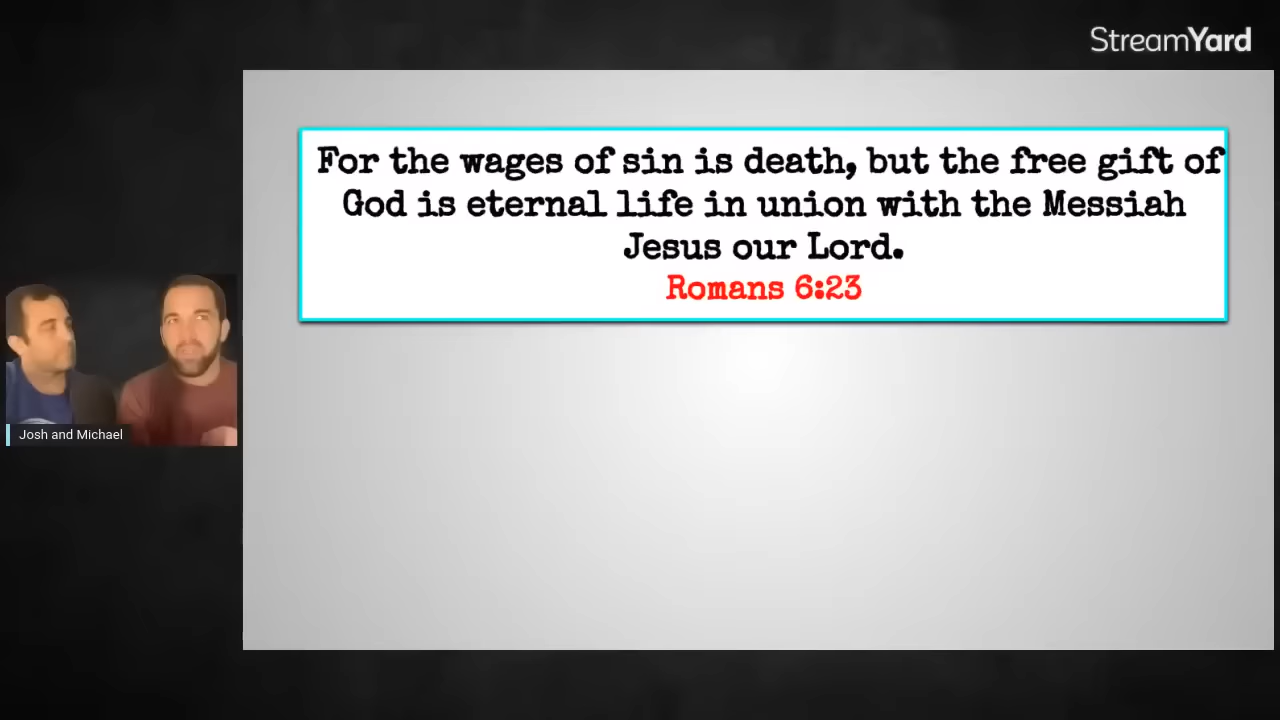 StreamYard
For the wages of sin is death, but the free gift of
God is eternal life in union with the Messiah
Jesus our Lord.
Romans 6:23
Josh and Michael